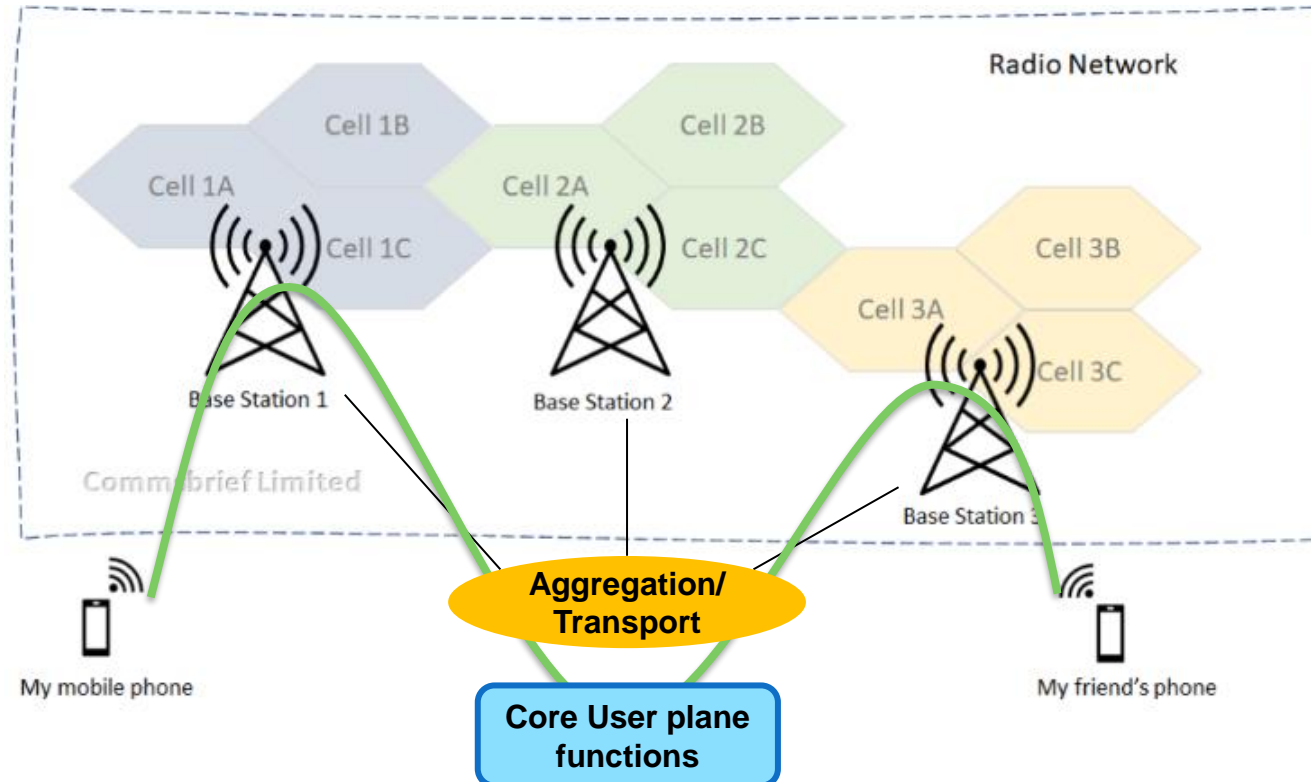 Radio Network
Cell 1B
Cell 2B
Cell 1A
Cell 2A
Cell 1C
Cell 2C
Cell 3B
Cell 3A
Cell 3C
Base Station 1
Base Station 2
Commsbrief Limited
Base Station 3
Aggregation/
Transport
My mobile phone
My friend's phone
Core User plane
functions